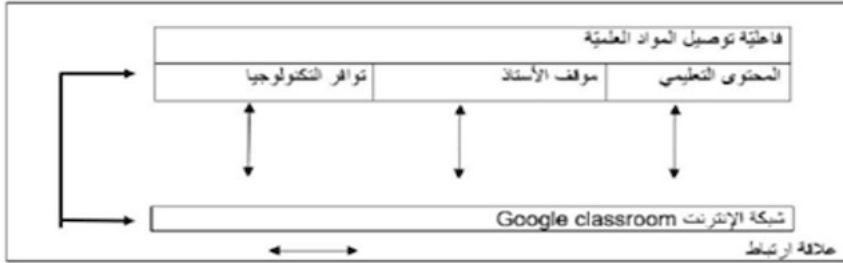 فاعليّة توصيل المواد العلميّة
المحتوى التعليمي موقف الأستاذ توافر التكنولوجيا
شبكة الإنترنت Google classroom
علاقة ارتباط